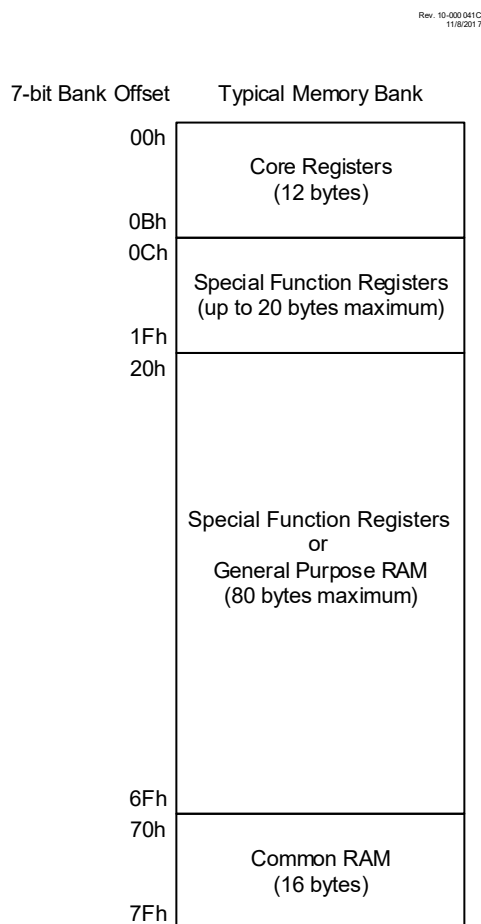 Rev. 10-000 041C
11/8/201 7
7-bit Bank Offset Typical Memory Bank
00h
Core Registers
(12 bytes)
0Bh
0Ch
Special Function Registers
(up to 20 bytes maximum)
1Fh
20h
Special Function Registers
or
General Purpose RAM
(80 bytes maximum)
6Fh
70h
Common RAM
(16 bytes)
7Fh